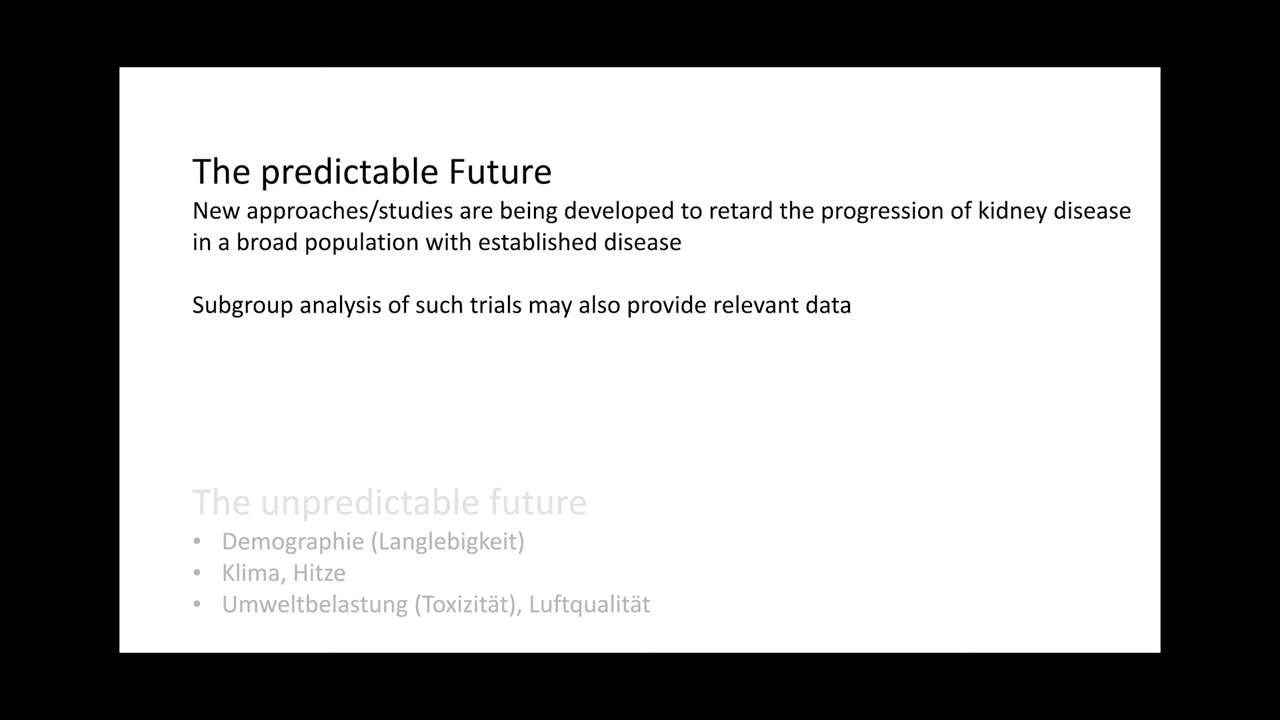 The predictable Future
New approaches/studies are being developed to retard the progression of kidney disease
in a broad population with established disease
Subgroup analysis of such trials may also provide relevant data
The unpredictable future
• Demographie (Langlebigkeit)
• Klima, Hitze
• Umweltbelastung (Toxizität), Luftqualität